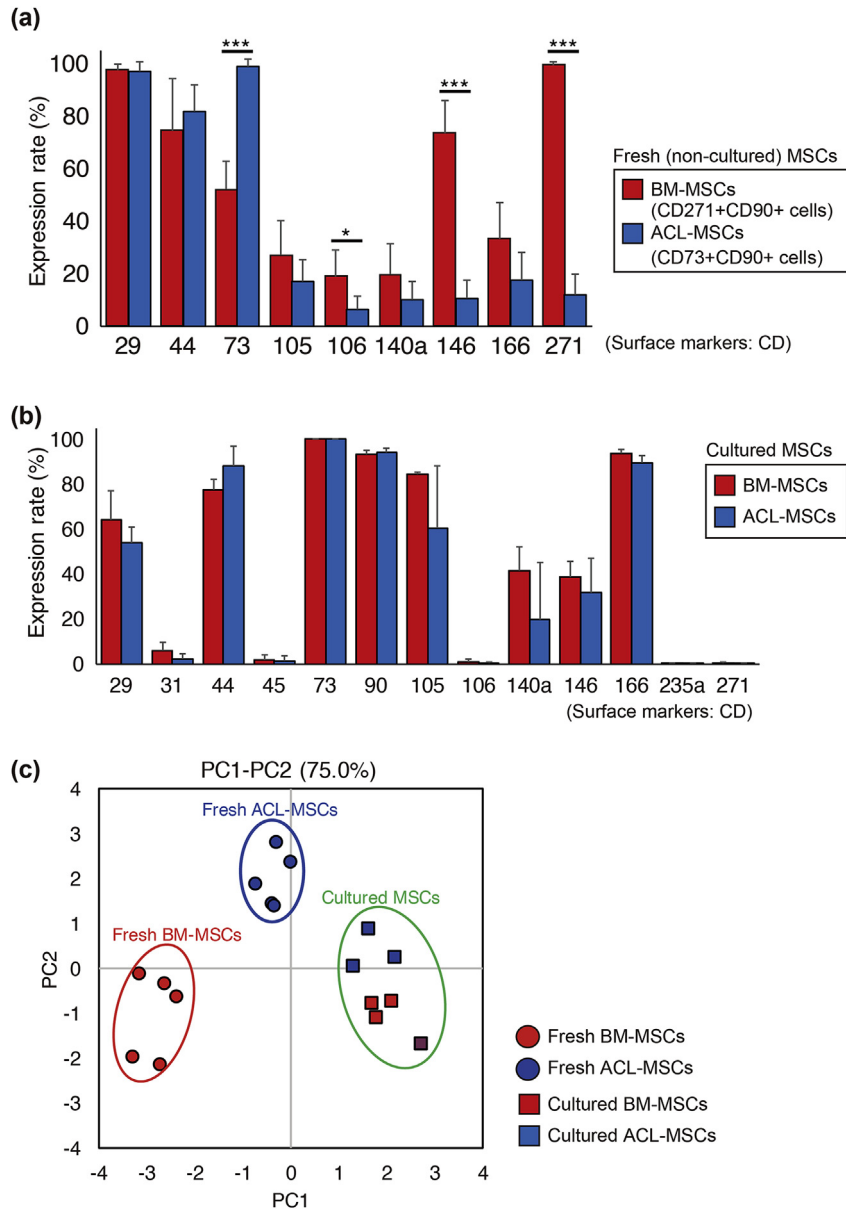 (a)
Expression rate (%)
100
80
60
40
20
0
***
*
***
***
29 44 73 105 106 140a 146 166 271
(Surface markers: CD)
Fresh (non-cultured) MSCs
BM-MSCs
(CD271+CD90+ cells)
ACL-MSCs
(CD73+CD90+ cells)
(b)
Expression rate (%)
100
80
60
40
20
0
29 31 44 45 73 90 105 106 140a 146 166 235a 271
(Surface markers: CD)
Cultured MSCs
BM-MSCs
ACL-MSCs
(c)
PC1-PC2 (75.0%)
PC2
4
3
2
1
0
-1
-2
-3
-4
Fresh ACL-MSCs
Cultured MSCs
Fresh BM-MSCs
-4 -3 -2 -1 0 1 2 3 4
PC1
Fresh BM-MSCs
Fresh ACL-MSCs
Cultured BM-MSCs
Cultured ACL-MSCs